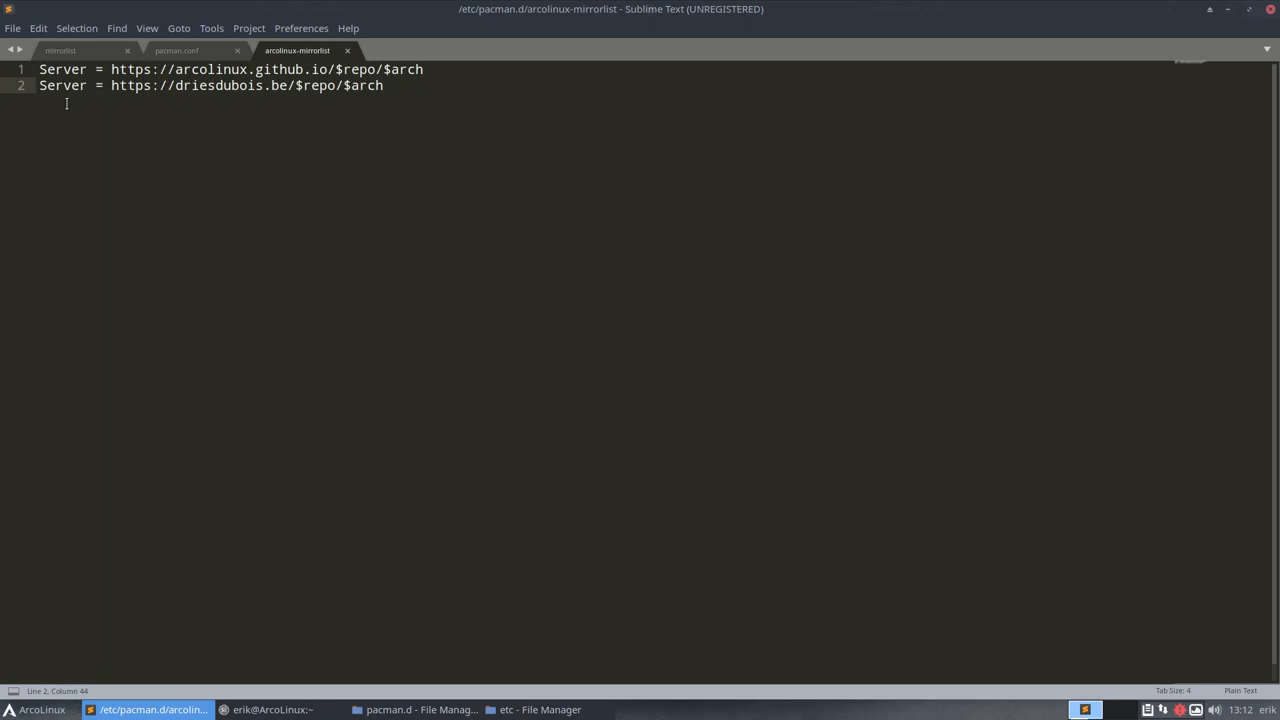 /etc/pacman.d/arcolinux-mirrorlist - Sublime Text (UNREGISTERED)
File Edit Selection Find View Goto Tools Project Preferences Help
mirrorlist pacman.conf arcolinux-mirrorlist
1 Server = https://arcolinux.github.io/$repo/$arch
2 Server = https://driesdubois.be/$repo/$arch
Line 2, Column 44 Tab Size: 4 Plain Text
ArcoLinux /etc/pacman.d/arcolin... erik@ArcoLinux:~ pacman.d - File Manag... etc - File Manager 13:12 erik